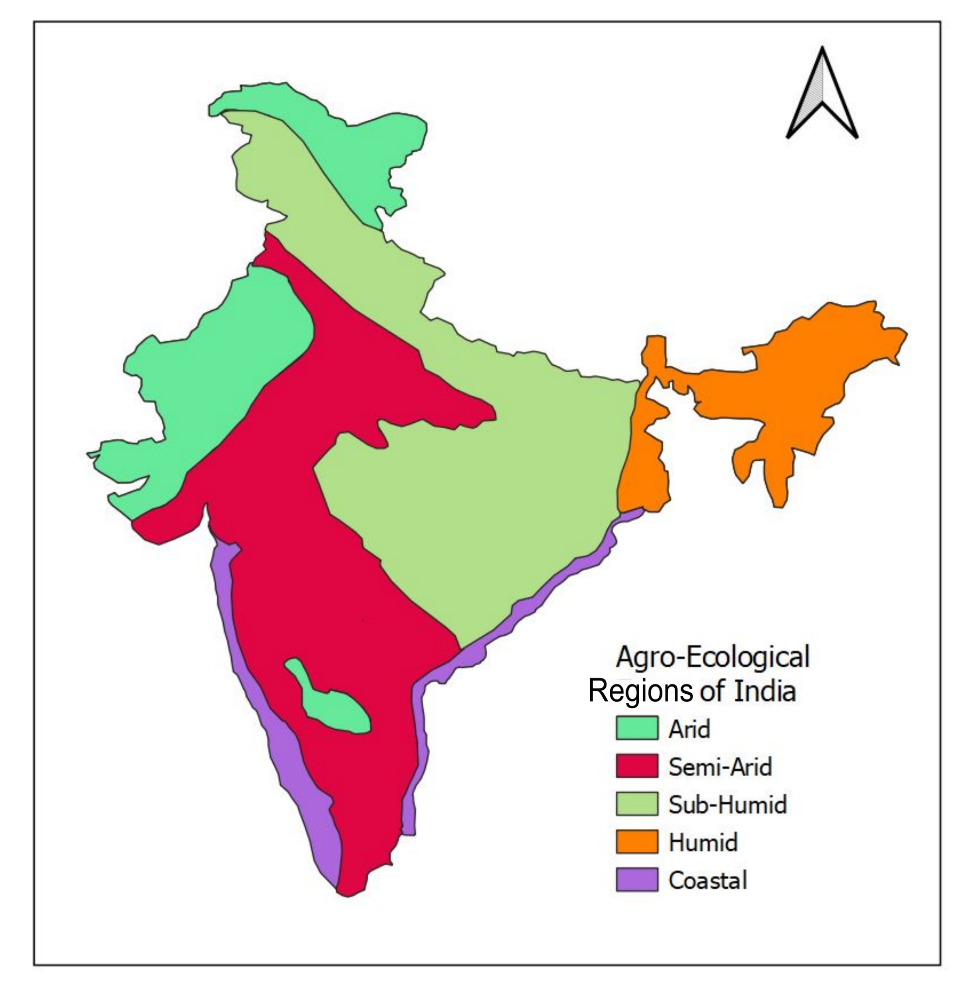 Agro-Ecological
Regions of India
Arid
Semi-Arid
Sub-Humid
Humid
Coastal